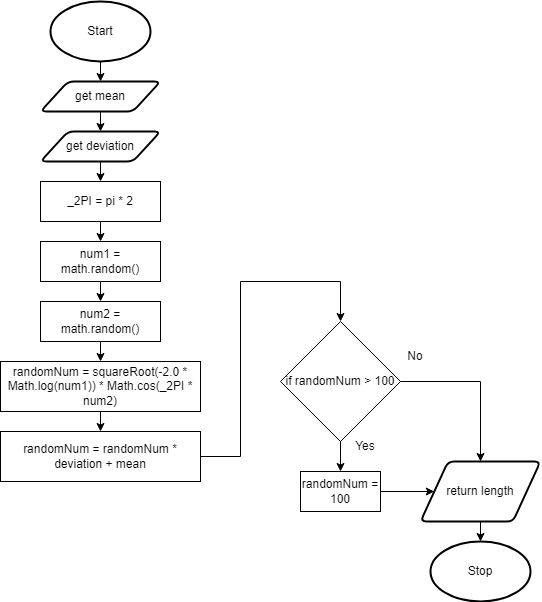 Start
get mean
get deviation
_2PI = pi * 2
num1 =
math.random()
num2 =
math.random()
randomNum = squareRoot(-2.0 *
Math.log(num1)) * Math.cos(_2PI *
num2)
randomNum = randomNum *
deviation + mean
if randomNum > 100
No
Yes
randomNum =
100
return length
Stop